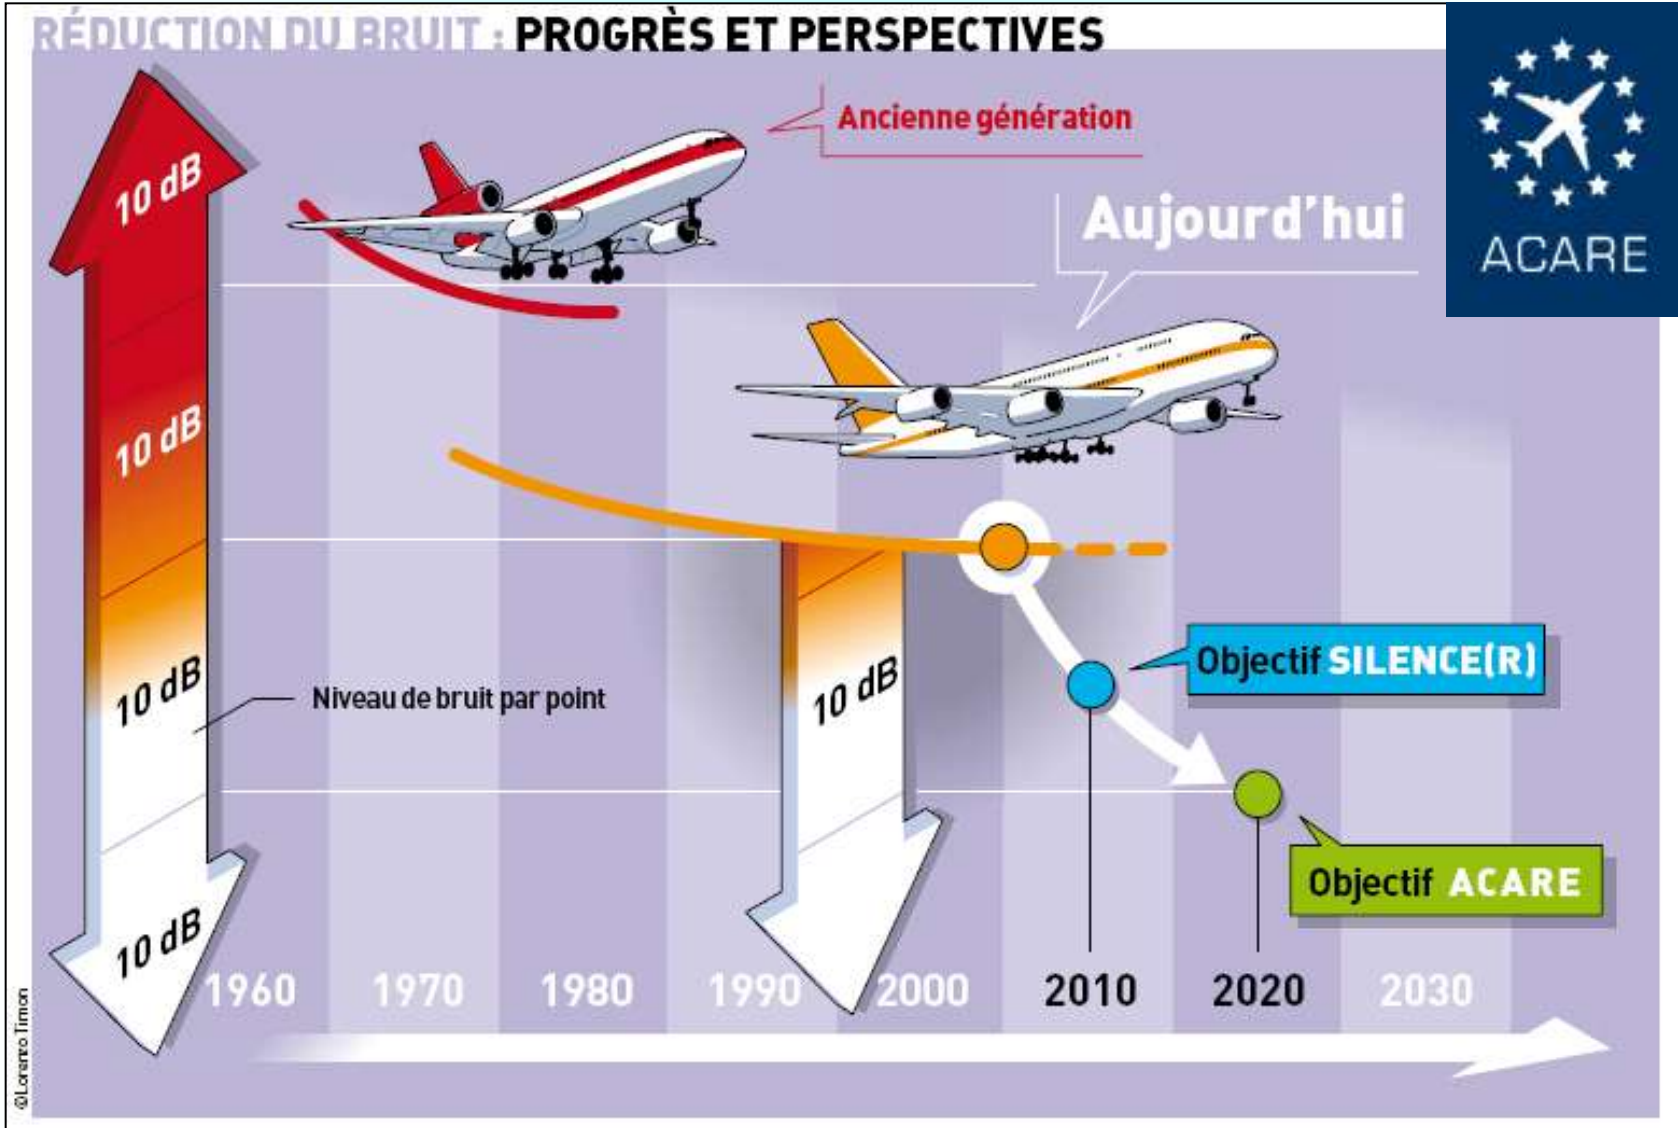 RÉDUCTION DU BRUIT : PROGRÈS ET PERSPECTIVES
ACARE
Ancienne génération
Aujourd'hui
10 dB
10 dB
10 dB
10 dB
Niveau de bruit par point
10 dB
Objectif SILENCE(R)
Objectif ACARE
1960 1970 1980 1990 2000 2010 2020 2030
©Lorenzo Timon